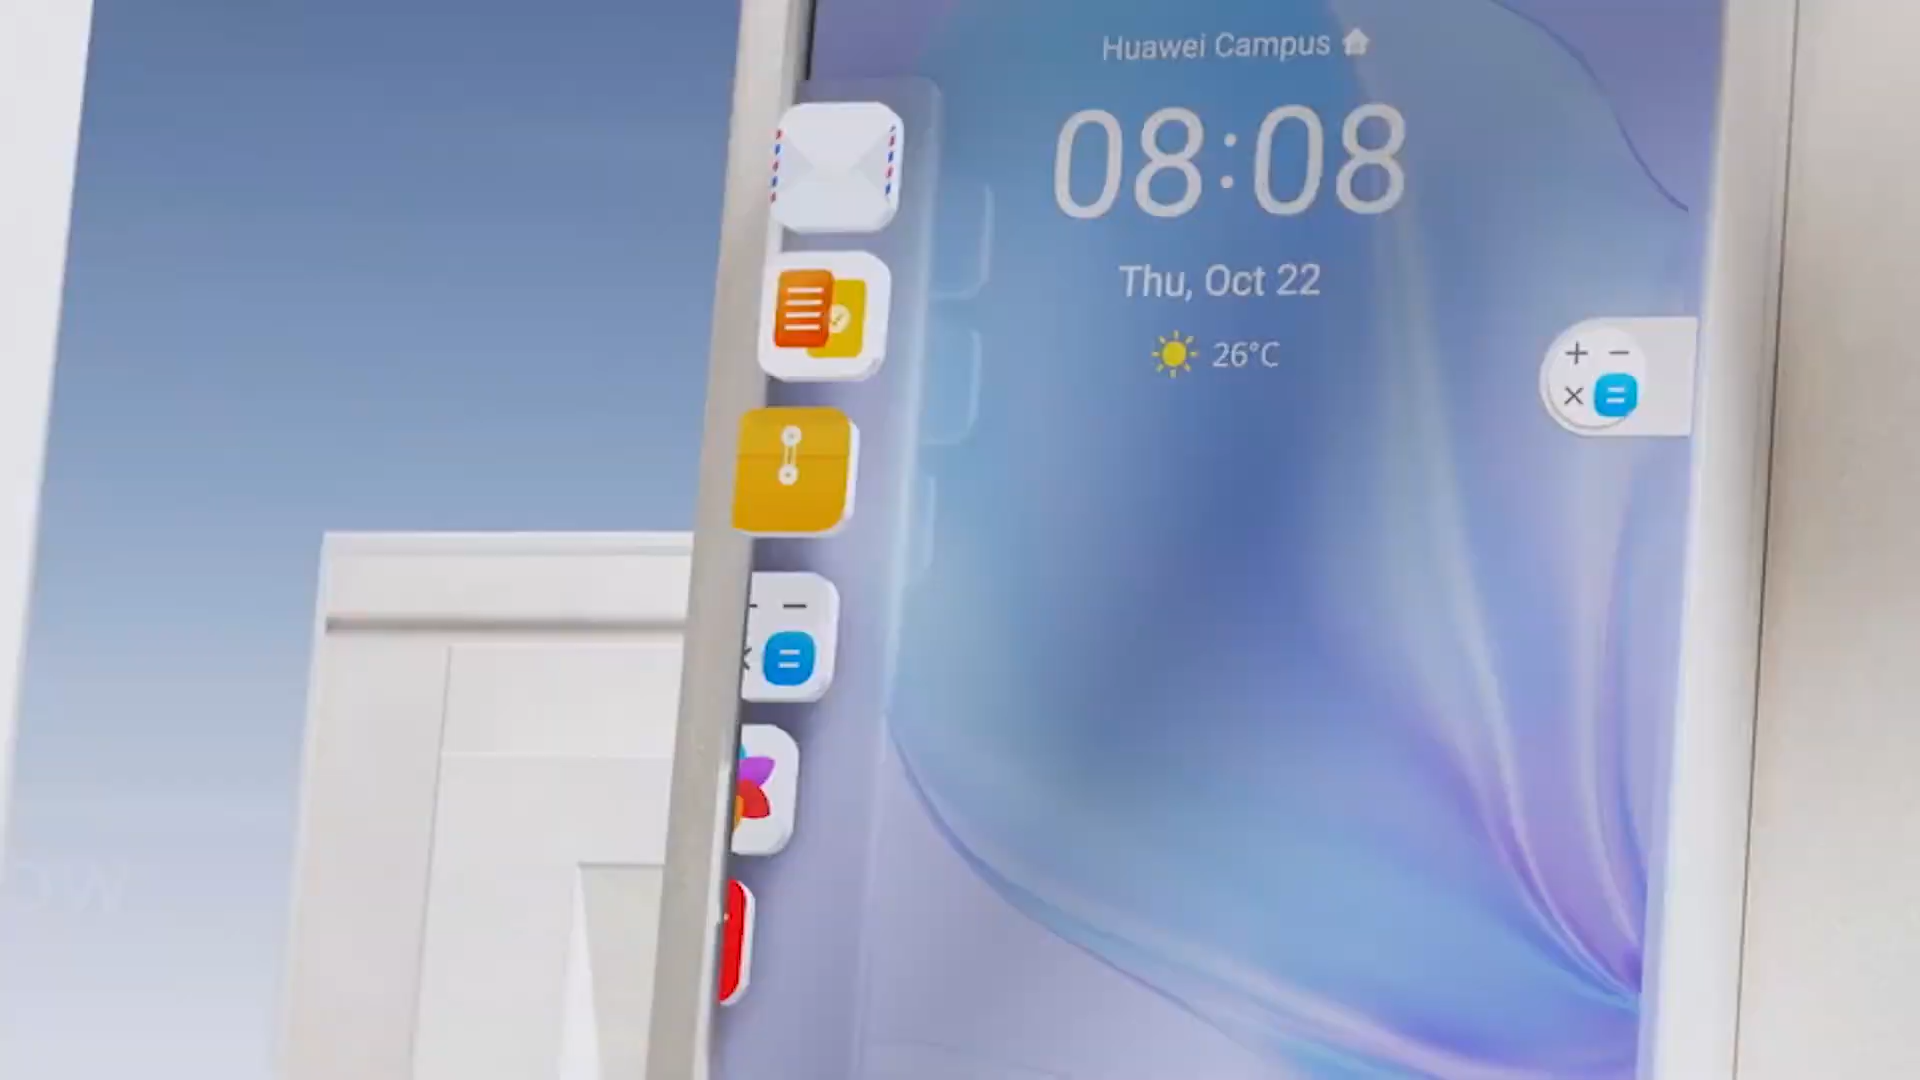 Huawei Campus
08:08
Thu, Oct 22
26°C
+ −
× =
−
=